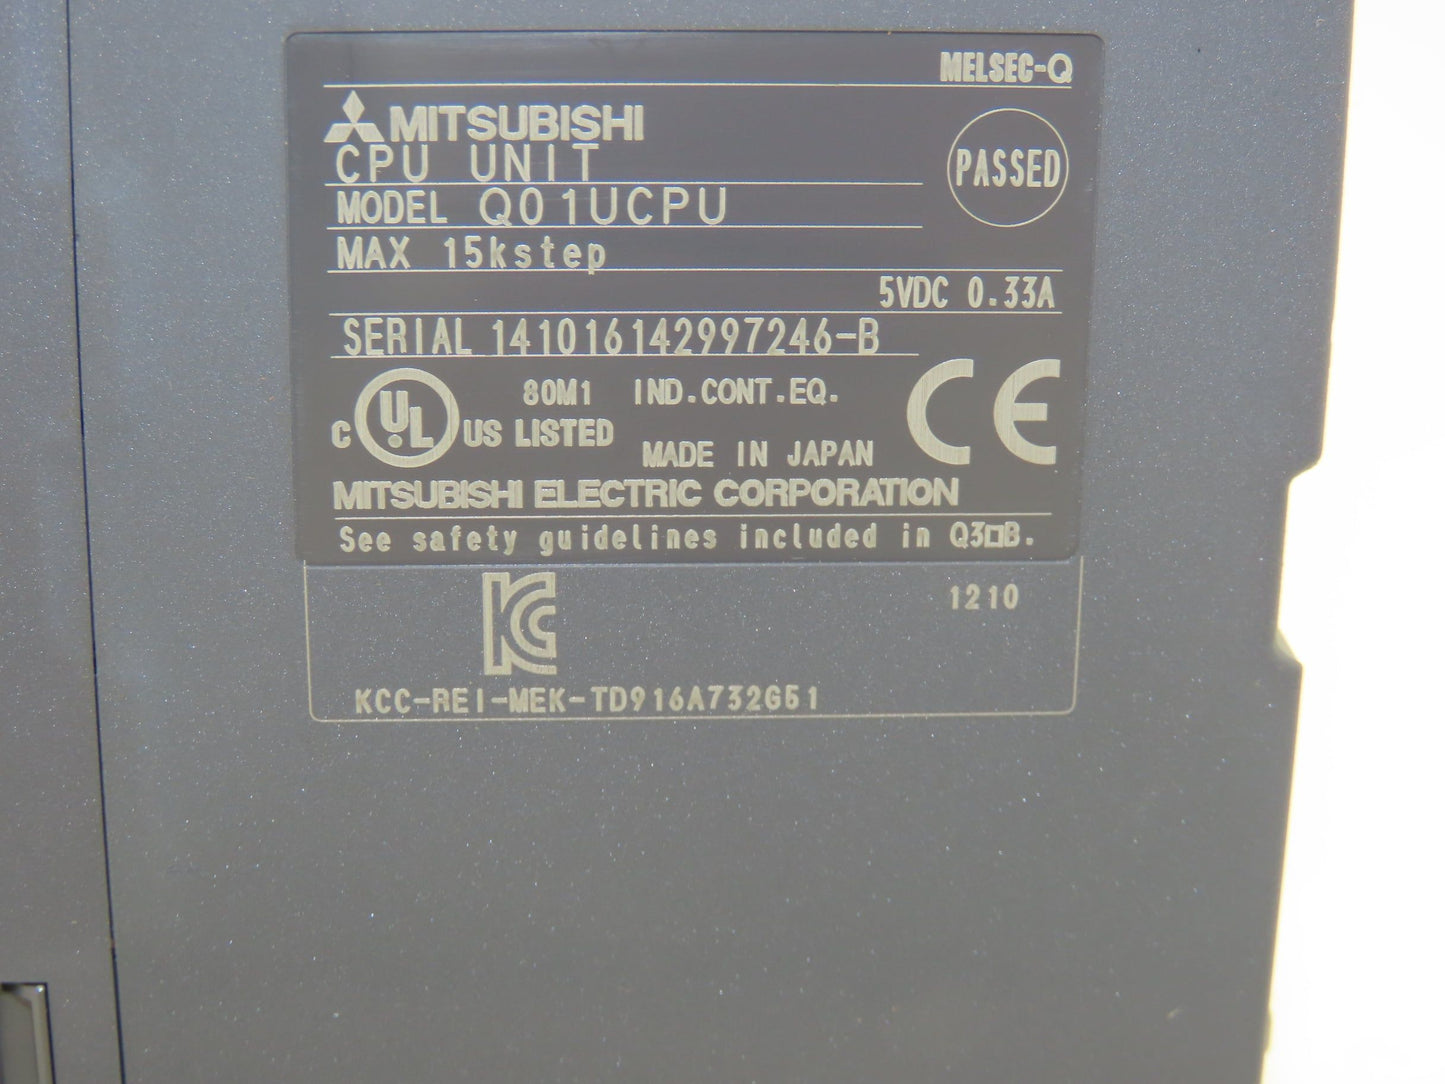 MELSEC-Q
MITSUBISHI
CPU UNIT
PASSED
MODEL Q01UCPU
MAX 15kstep
5VDC 0.33A
SERIAL 141016142997246-B
80M1 IND.CONT.EQ.
C UL US LISTED
CE
MADE IN JAPAN
MITSUBISHI ELECTRIC CORPORATION
See safety guidelines included in Q3□B.
KC
1210
KCC-REI-MEK-TD916A732G51